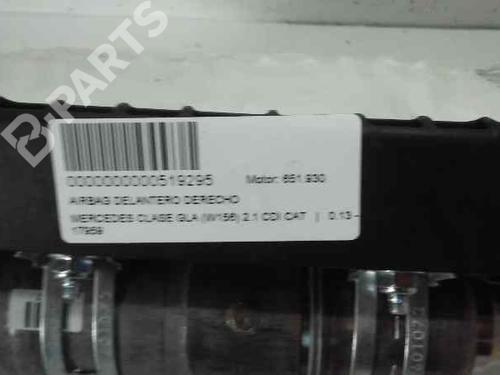 B-PARTS
0000000000519295 Motor: 651.930
AIRBAG DELANTERO DERECHO
MERCEDES CLASE GLA (W156) 2.1 CDI CAT | 0.13 -
17959